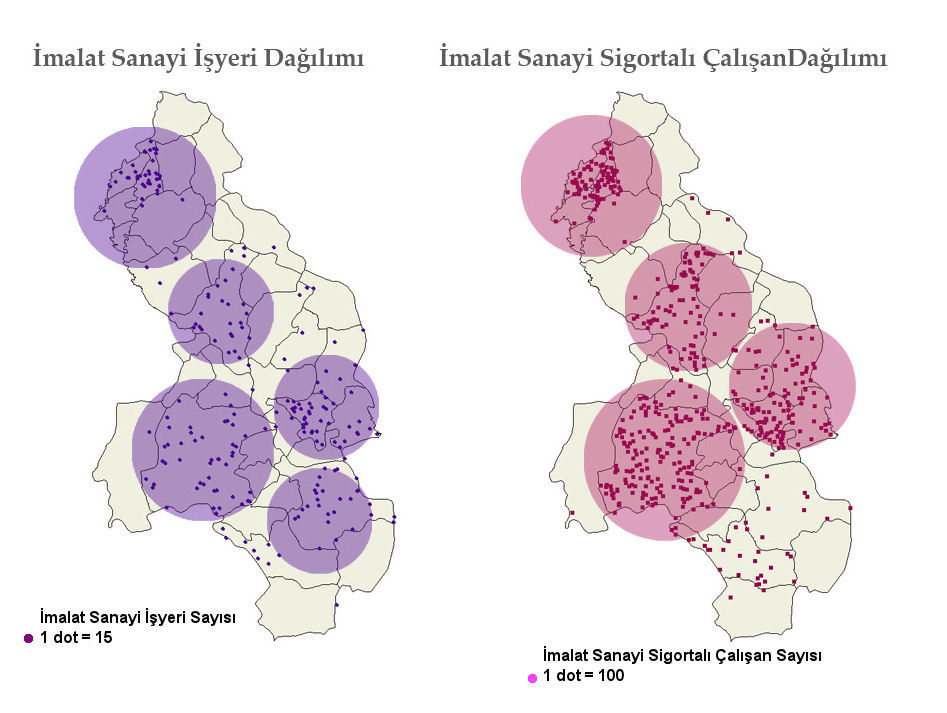 İmalat Sanayi İşyeri Dağılımı
İmalat Sanayi Sigortalı ÇalışanDağılımı
İmalat Sanayi İşyeri Sayısı
1 dot = 15
İmalat Sanayi Sigortalı Çalışan Sayısı
1 dot = 100